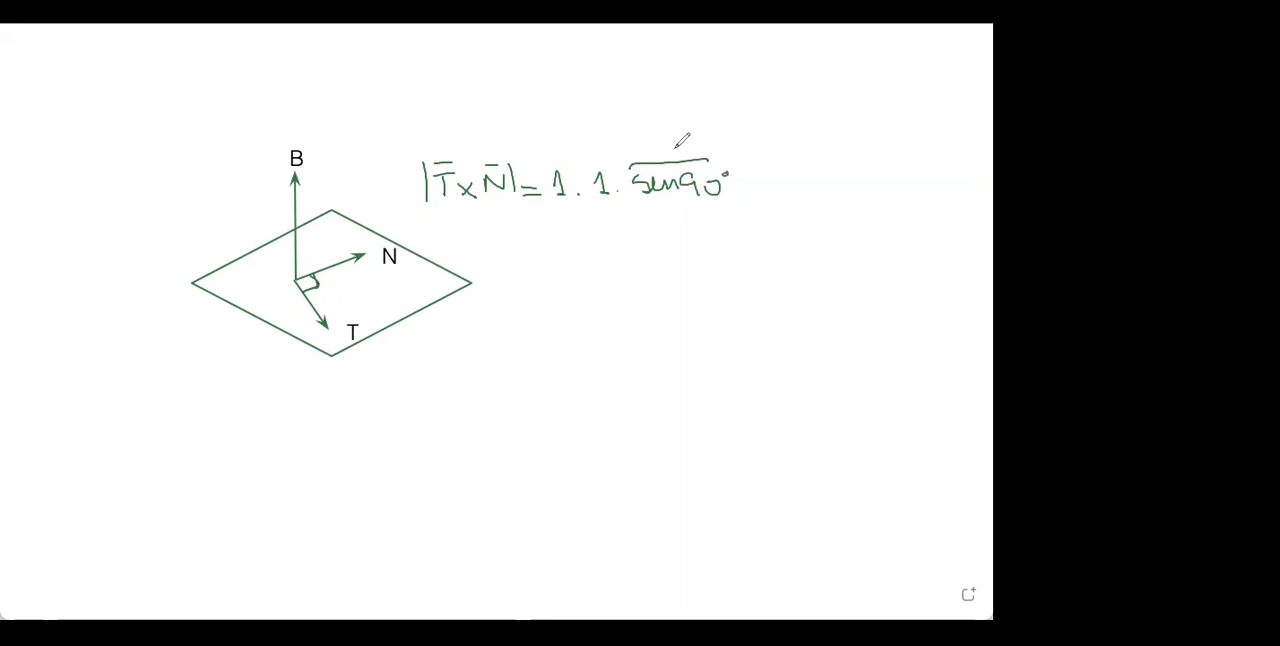 B
|T̅ x N̅| = 1 . 1 . sen90°
N
T